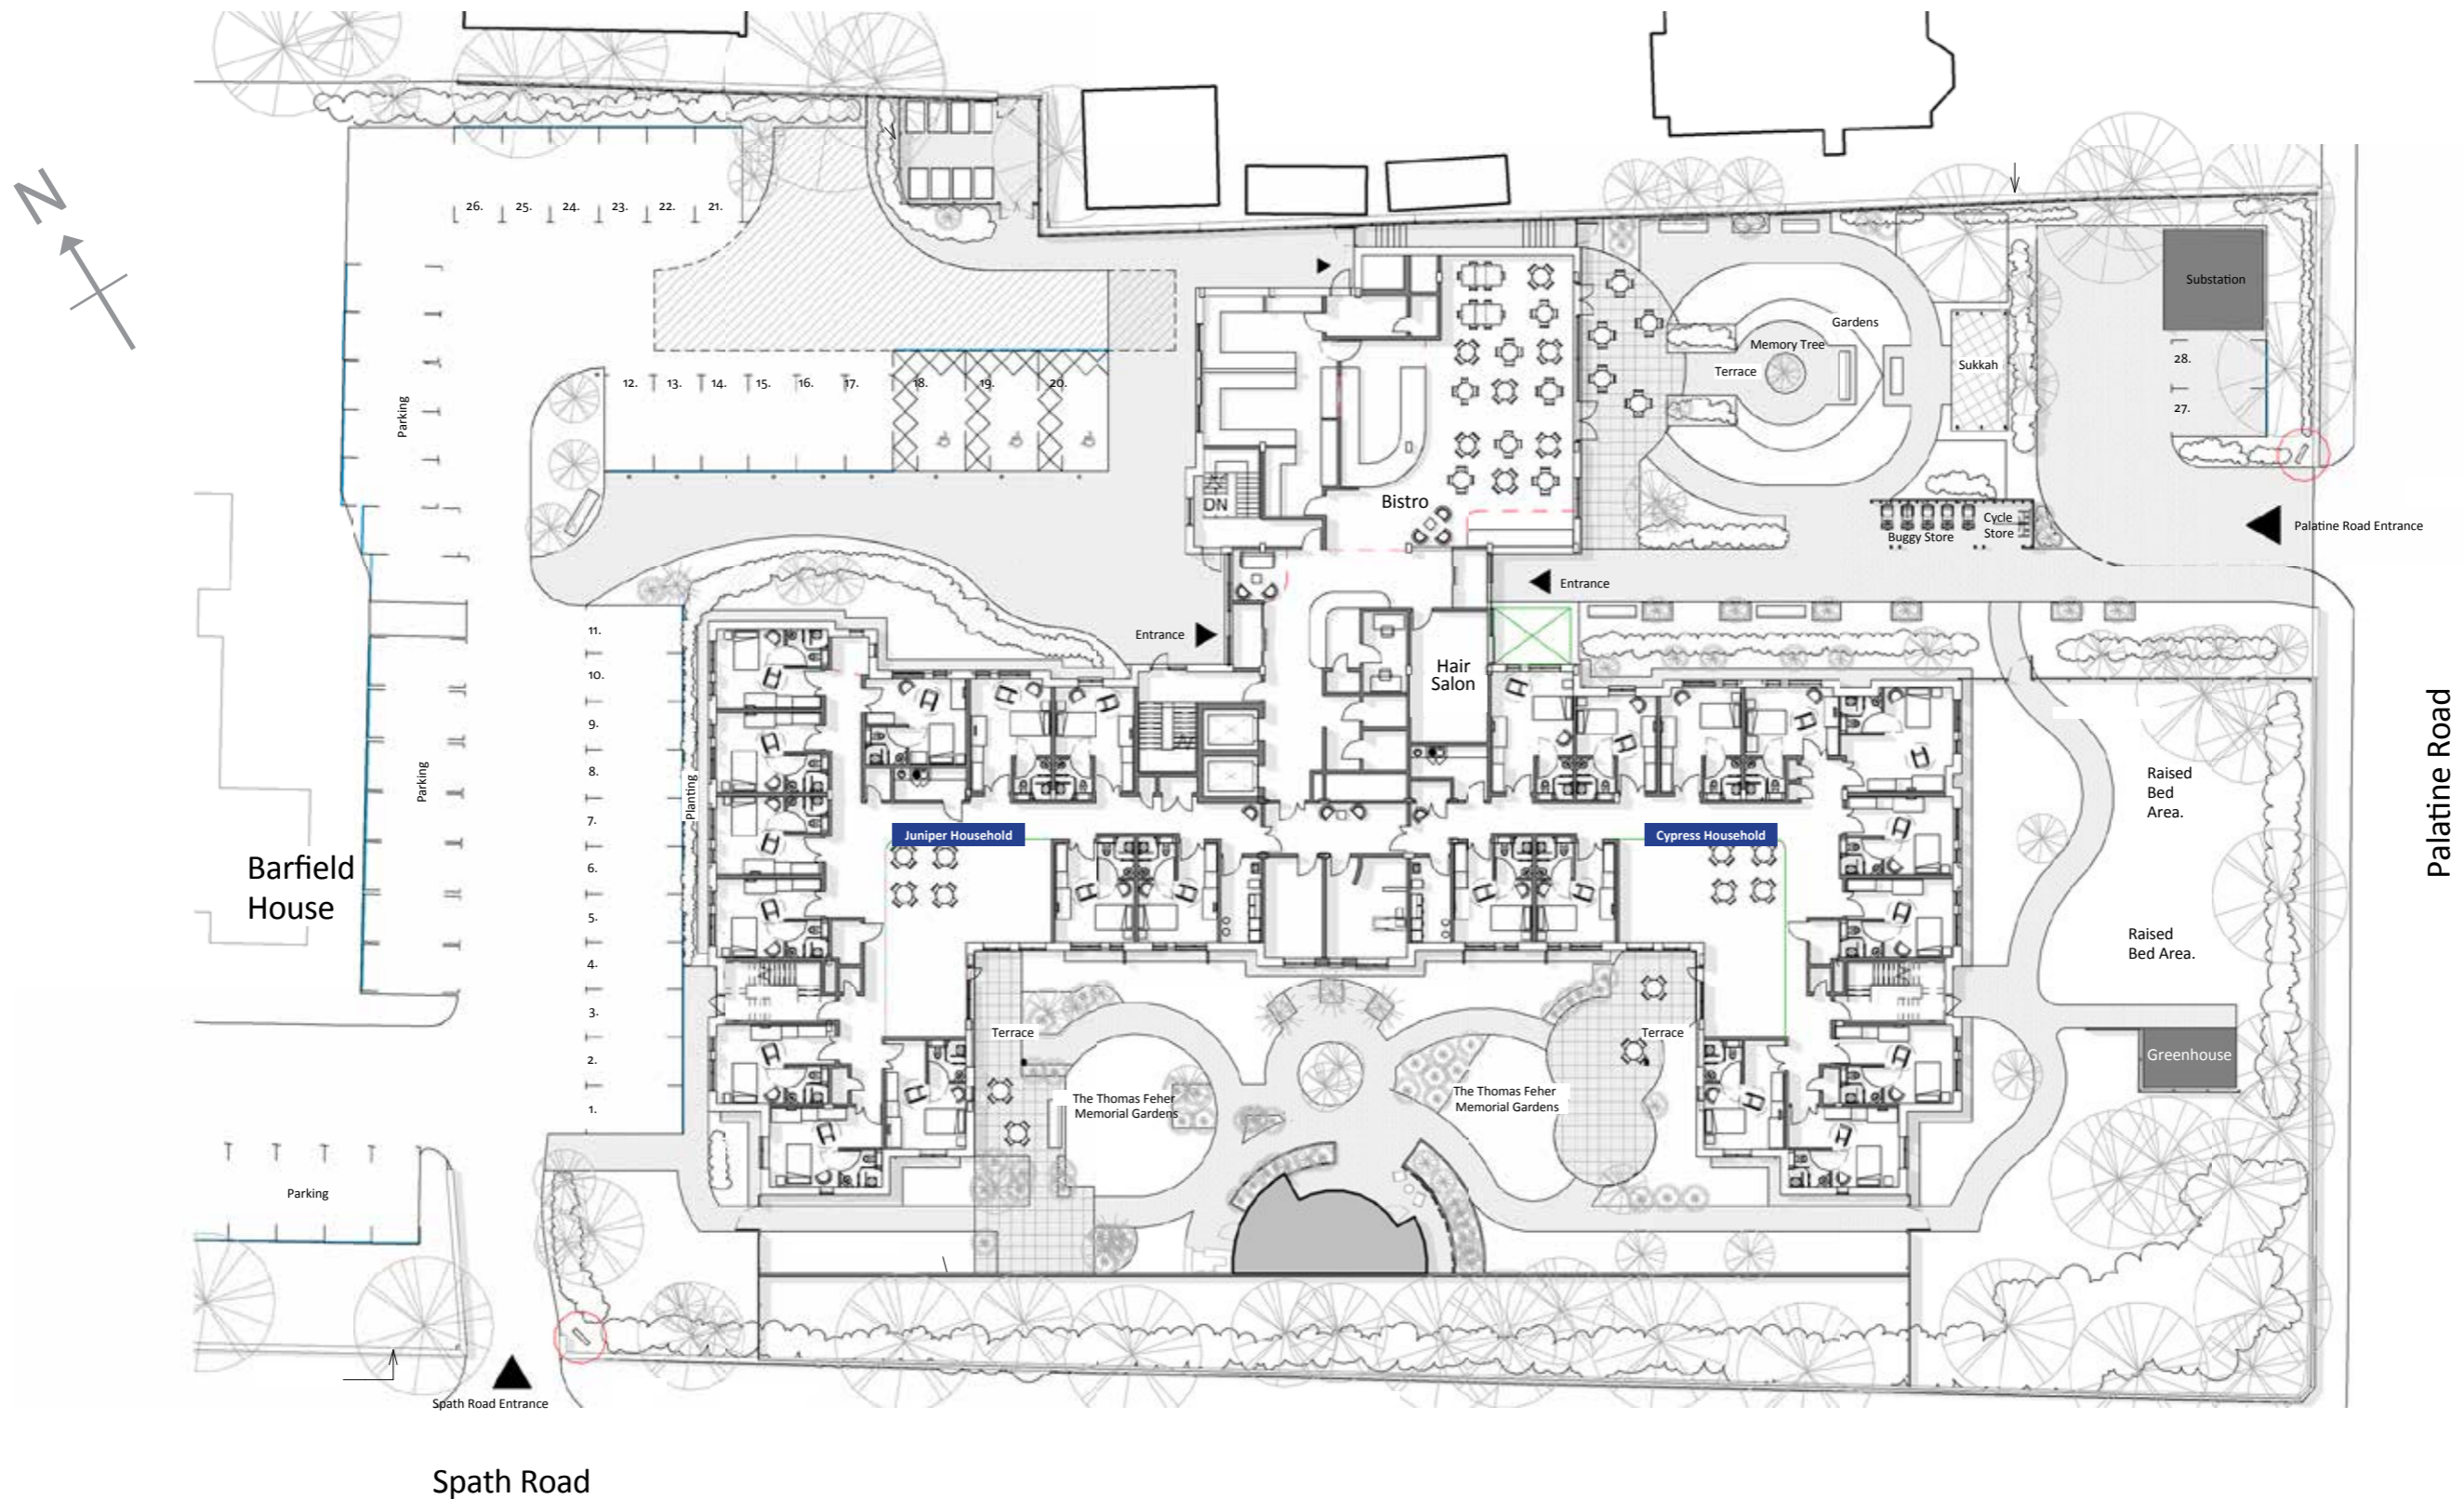 N
26.
25.
24.
23.
22.
21.
Parking
12.
13.
14.
15.
16.
17.
18.
19.
20.
Substation
28.
27.
Gardens
Memory Tree
Terrace
Sukkah
Bistro
DN
Buggy Store
Cycle
Store
Palatine Road Entrance
Entrance
Entrance
Hair
Salon
11.
10.
9.
8.
7.
6.
5.
4.
3.
2.
1.
Parking
Planting
Barfield
House
Juniper Household
Cypress Household
Raised
Bed
Area.
Raised
Bed Area.
Palatine Road
Terrace
Terrace
Greenhouse
The Thomas Feher
Memorial Gardens
The Thomas Feher
Memorial Gardens
Parking
Spath Road Entrance
Spath Road